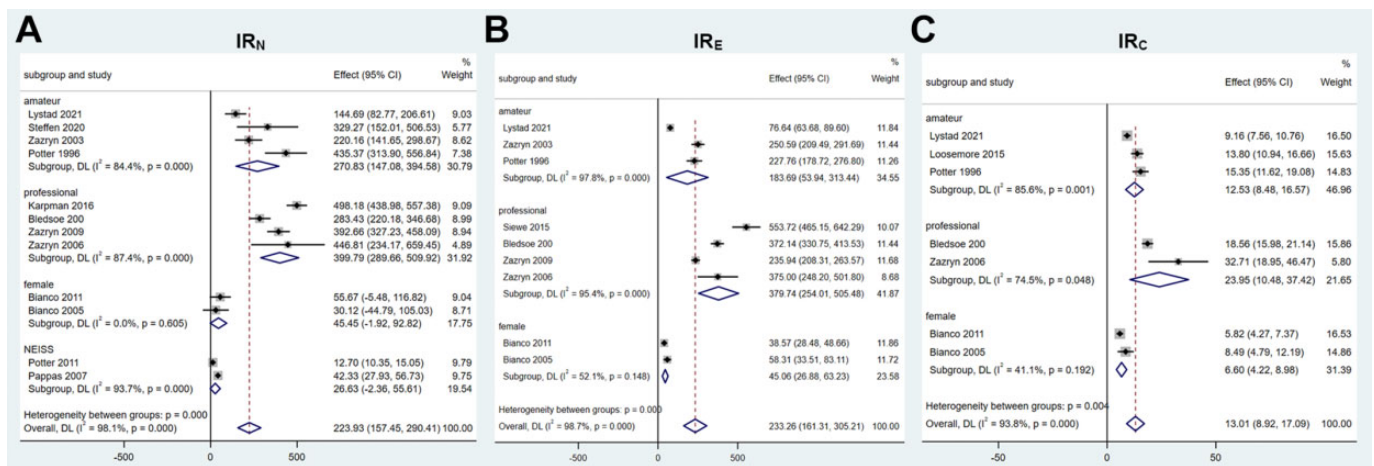 A
IRN
%
subgroup and study Effect (95% CI) Weight
amateur
Lystad 2021 144.69 (82.77, 206.61) 9.03
Steffen 2020 329.27 (152.01, 506.53) 5.77
Zazryn 2003 220.16 (141.65, 298.67) 8.62
Potter 1996 435.37 (313.90, 556.84) 7.38
Subgroup, DL (I² = 84.4%, p = 0.000) 270.83 (147.08, 394.58) 30.79
professional
Karpman 2016 498.18 (438.98, 557.38) 9.09
Bledsoe 200 283.43 (220.18, 346.68) 8.99
Zazryn 2009 392.66 (327.23, 458.09) 8.94
Zazryn 2006 446.81 (234.17, 659.45) 4.89
Subgroup, DL (I² = 87.4%, p = 0.000) 399.79 (289.66, 509.92) 31.92
female
Bianco 2011 55.67 (-5.48, 116.82) 9.04
Bianco 2005 30.12 (-44.79, 105.03) 8.71
Subgroup, DL (I² = 0.0%, p = 0.605) 45.45 (-1.92, 92.82) 17.75
NEISS
Potter 2011 12.70 (10.35, 15.05) 9.79
Pappas 2007 42.33 (27.93, 56.73) 9.75
Subgroup, DL (I² = 93.7%, p = 0.000) 26.63 (-2.36, 55.61) 19.54
Heterogeneity between groups: p = 0.000
Overall, DL (I² = 98.1%, p = 0.000) 223.93 (157.45, 290.41) 100.00
-500 0 500
B
IRE
%
subgroup and study Effect (95% CI) Weight
amateur
Lystad 2021 76.64 (63.68, 89.60) 11.84
Zazryn 2003 250.59 (209.49, 291.69) 11.44
Potter 1996 227.76 (178.72, 276.80) 11.26
Subgroup, DL (I² = 97.8%, p = 0.000) 183.69 (53.94, 313.44) 34.55
professional
Siewe 2015 553.72 (465.15, 642.29) 10.07
Bledsoe 200 372.14 (330.75, 413.53) 11.44
Zazryn 2009 235.94 (208.31, 263.57) 11.68
Zazryn 2006 375.00 (248.20, 501.80) 8.68
Subgroup, DL (I² = 95.4%, p = 0.000) 379.74 (254.01, 505.48) 41.87
female
Bianco 2011 38.57 (28.48, 48.66) 11.86
Bianco 2005 58.31 (33.51, 83.11) 11.72
Subgroup, DL (I² = 52.1%, p = 0.148) 45.06 (26.88, 63.23) 23.58
Heterogeneity between groups: p = 0.000
Overall, DL (I² = 98.7%, p = 0.000) 233.26 (161.31, 305.21) 100.00
-500 0 500
C
IRC
%
subgroup and study Effect (95% CI) Weight
amateur
Lystad 2021 9.16 (7.56, 10.76) 16.50
Loosemore 2015 13.80 (10.94, 16.66) 15.63
Potter 1996 15.35 (11.62, 19.08) 14.83
Subgroup, DL (I² = 85.6%, p = 0.001) 12.53 (8.48, 16.57) 46.96
professional
Bledsoe 200 18.56 (15.98, 21.14) 15.86
Zazryn 2006 32.71 (18.95, 46.47) 5.80
Subgroup, DL (I² = 74.5%, p = 0.048) 23.95 (10.48, 37.42) 21.65
female
Bianco 2011 5.82 (4.27, 7.37) 16.53
Bianco 2005 8.49 (4.79, 12.19) 14.86
Subgroup, DL (I² = 41.1%, p = 0.192) 6.60 (4.22, 8.98) 31.39
Heterogeneity between groups: p = 0.004
Overall, DL (I² = 93.8%, p = 0.000) 13.01 (8.92, 17.09) 100.00
-50 0 50